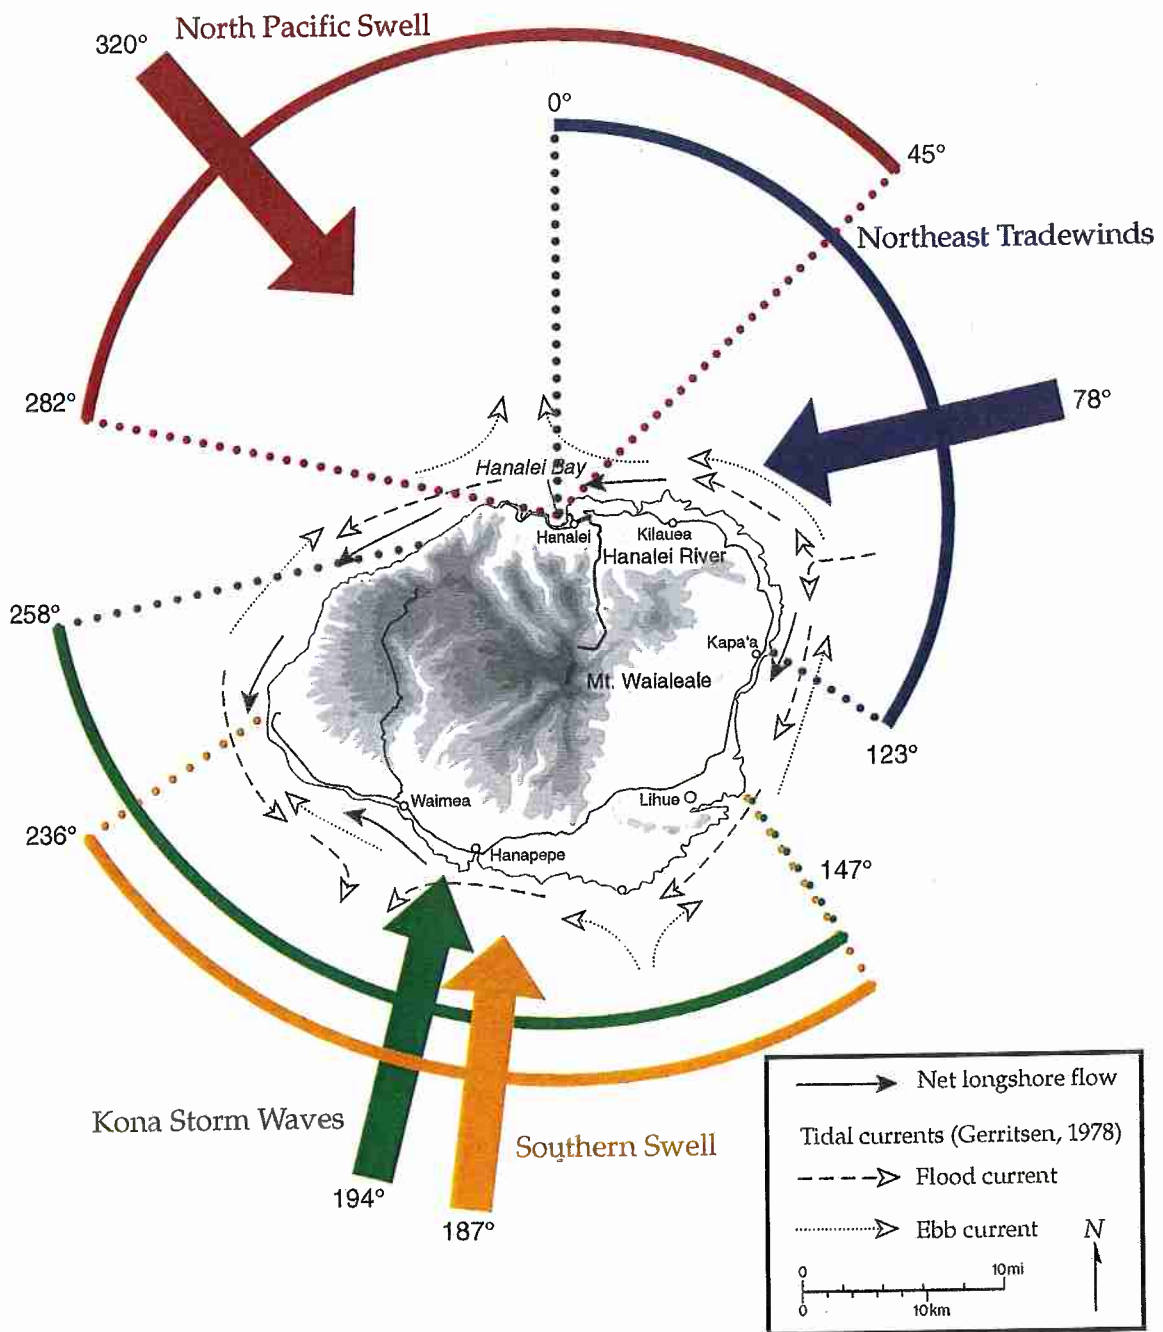 North Pacific Swell
320°
0°
45°
Northeast Tradewinds
282°
78°
Hanalei Bay
Hanalei
Kilauea
Hanalei River
258°
Kapa'a
Mt. Waialeale
123°
236°
Waimea
Lihue
Hanapepe
147°
Kona Storm Waves
Southern Swell
194°
187°
Net longshore flow
Tidal currents (Gerritsen, 1978)
Flood current
Ebb current
N
0 10mi
0 10km